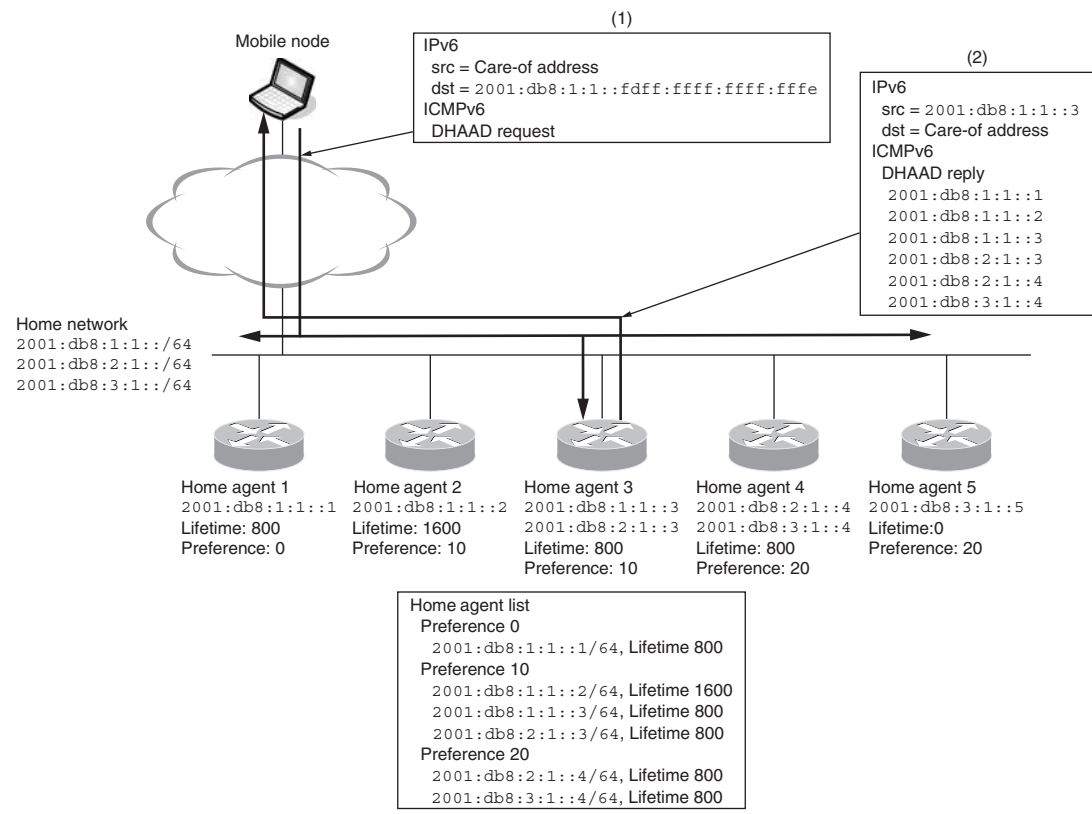 (1)
Mobile node
IPv6
src = Care-of address
dst = 2001:db8:1:1::fdff:ffff:ffff:fffe
ICMPv6
DHAAD request
(2)
IPv6
src = 2001:db8:1:1::3
dst = Care-of address
ICMPv6
DHAAD reply
2001:db8:1:1::1
2001:db8:1:1::2
2001:db8:1:1::3
2001:db8:2:1::3
2001:db8:2:1::4
2001:db8:3:1::4
Home network
2001:db8:1:1::/64
2001:db8:2:1::/64
2001:db8:3:1::/64
Home agent 1
2001:db8:1:1::1
Lifetime: 800
Preference: 0
Home agent 2
2001:db8:1:1::2
Lifetime: 1600
Preference: 10
Home agent 3
2001:db8:1:1::3
2001:db8:2:1::3
Lifetime: 800
Preference: 10
Home agent 4
2001:db8:2:1::4
2001:db8:3:1::4
Lifetime: 800
Preference: 20
Home agent 5
2001:db8:3:1::5
Lifetime:0
Preference: 20
Home agent list
Preference 0
2001:db8:1:1::1/64, Lifetime 800
Preference 10
2001:db8:1:1::2/64, Lifetime 1600
2001:db8:1:1::3/64, Lifetime 800
2001:db8:2:1::3/64, Lifetime 800
Preference 20
2001:db8:2:1::4/64, Lifetime 800
2001:db8:3:1::4/64, Lifetime 800